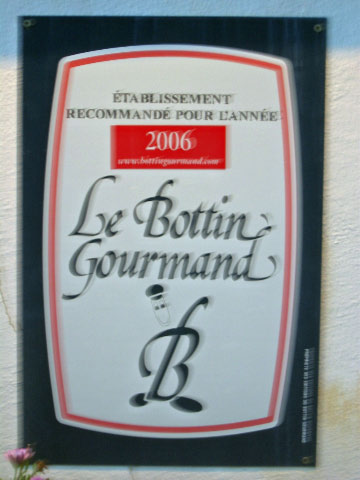 ÉTABLISSEMENT
RECOMMANDÉ POUR L'ANNÉE
2006
www.bottingourmand.com
Le Bottin
Gourmand
B